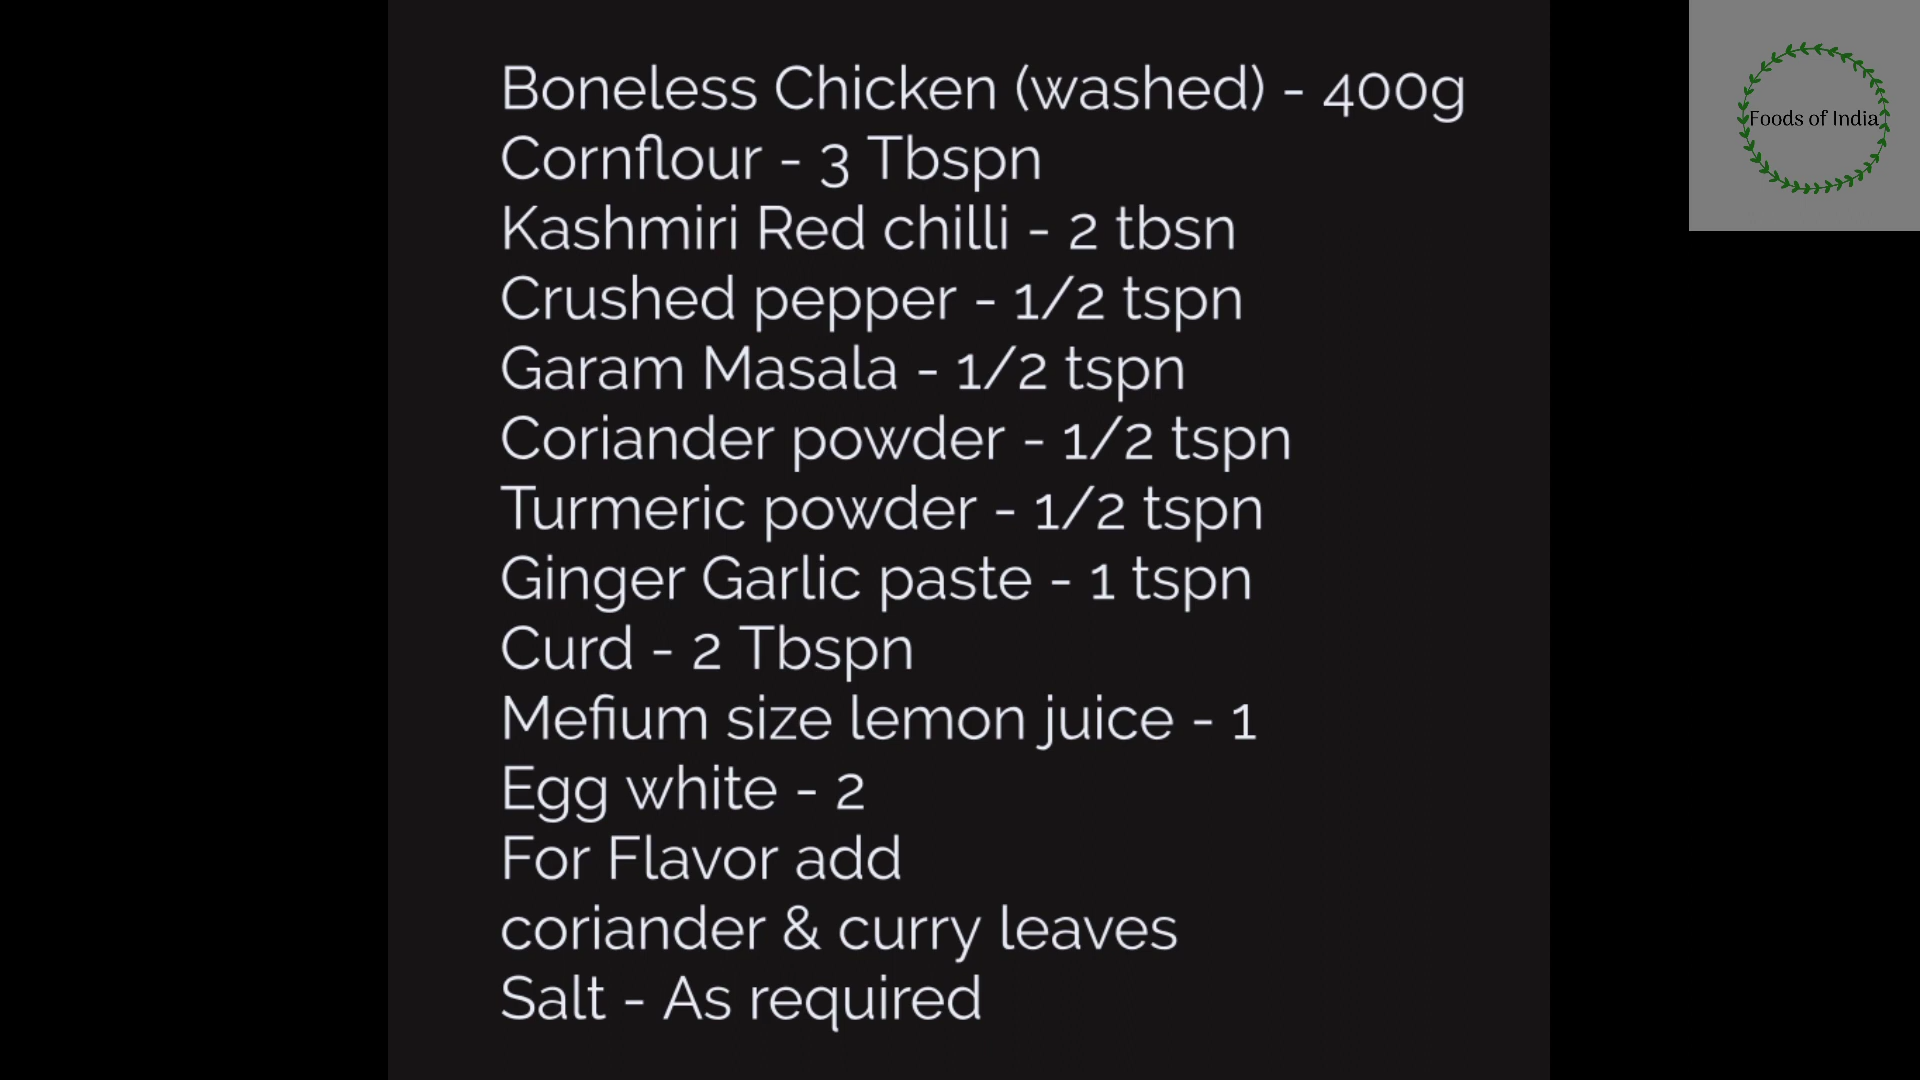 Boneless Chicken (washed) - 400g
Cornflour - 3 Tbspn
Kashmiri Red chilli - 2 tbsn
Crushed pepper - 1/2 tspn
Garam Masala - 1/2 tspn
Coriander powder - 1/2 tspn
Turmeric powder - 1/2 tspn
Ginger Garlic paste - 1 tspn
Curd - 2 Tbspn
Mefium size lemon juice - 1
Egg white - 2
For Flavor add
coriander & curry leaves
Salt - As required
Foods of India